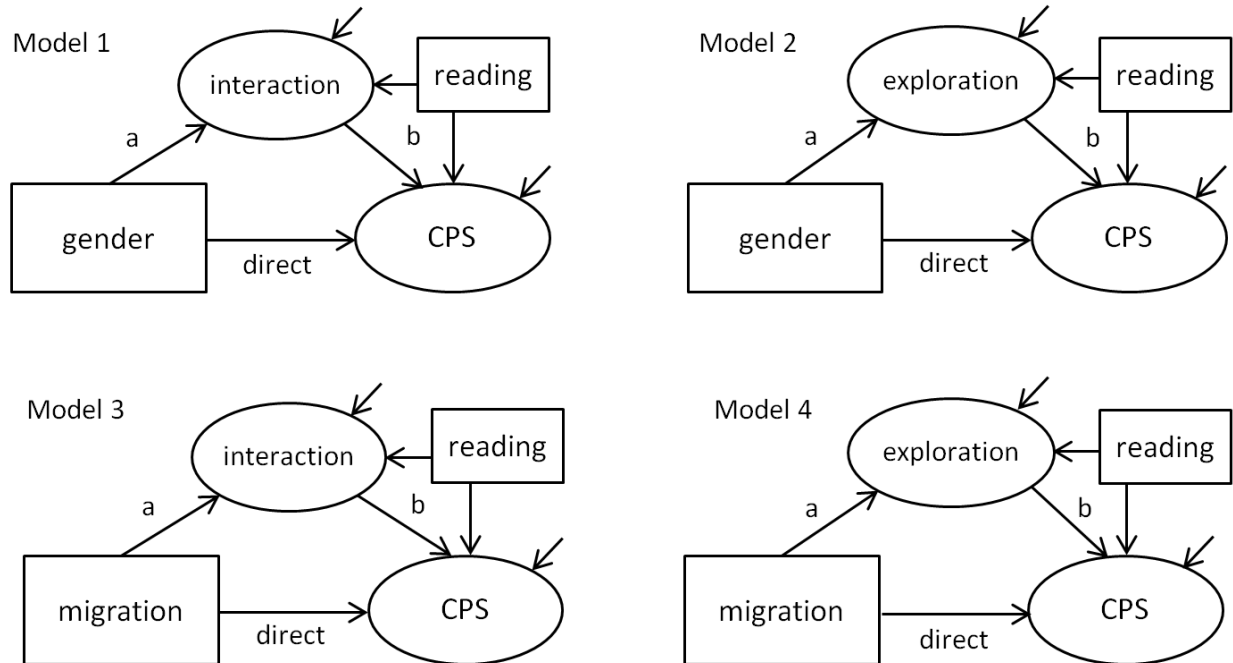 Model 1
interaction
reading
a
b
gender
direct
CPS
Model 2
exploration
reading
a
b
gender
direct
CPS
Model 3
interaction
reading
a
b
migration
direct
CPS
Model 4
exploration
reading
a
b
migration
direct
CPS